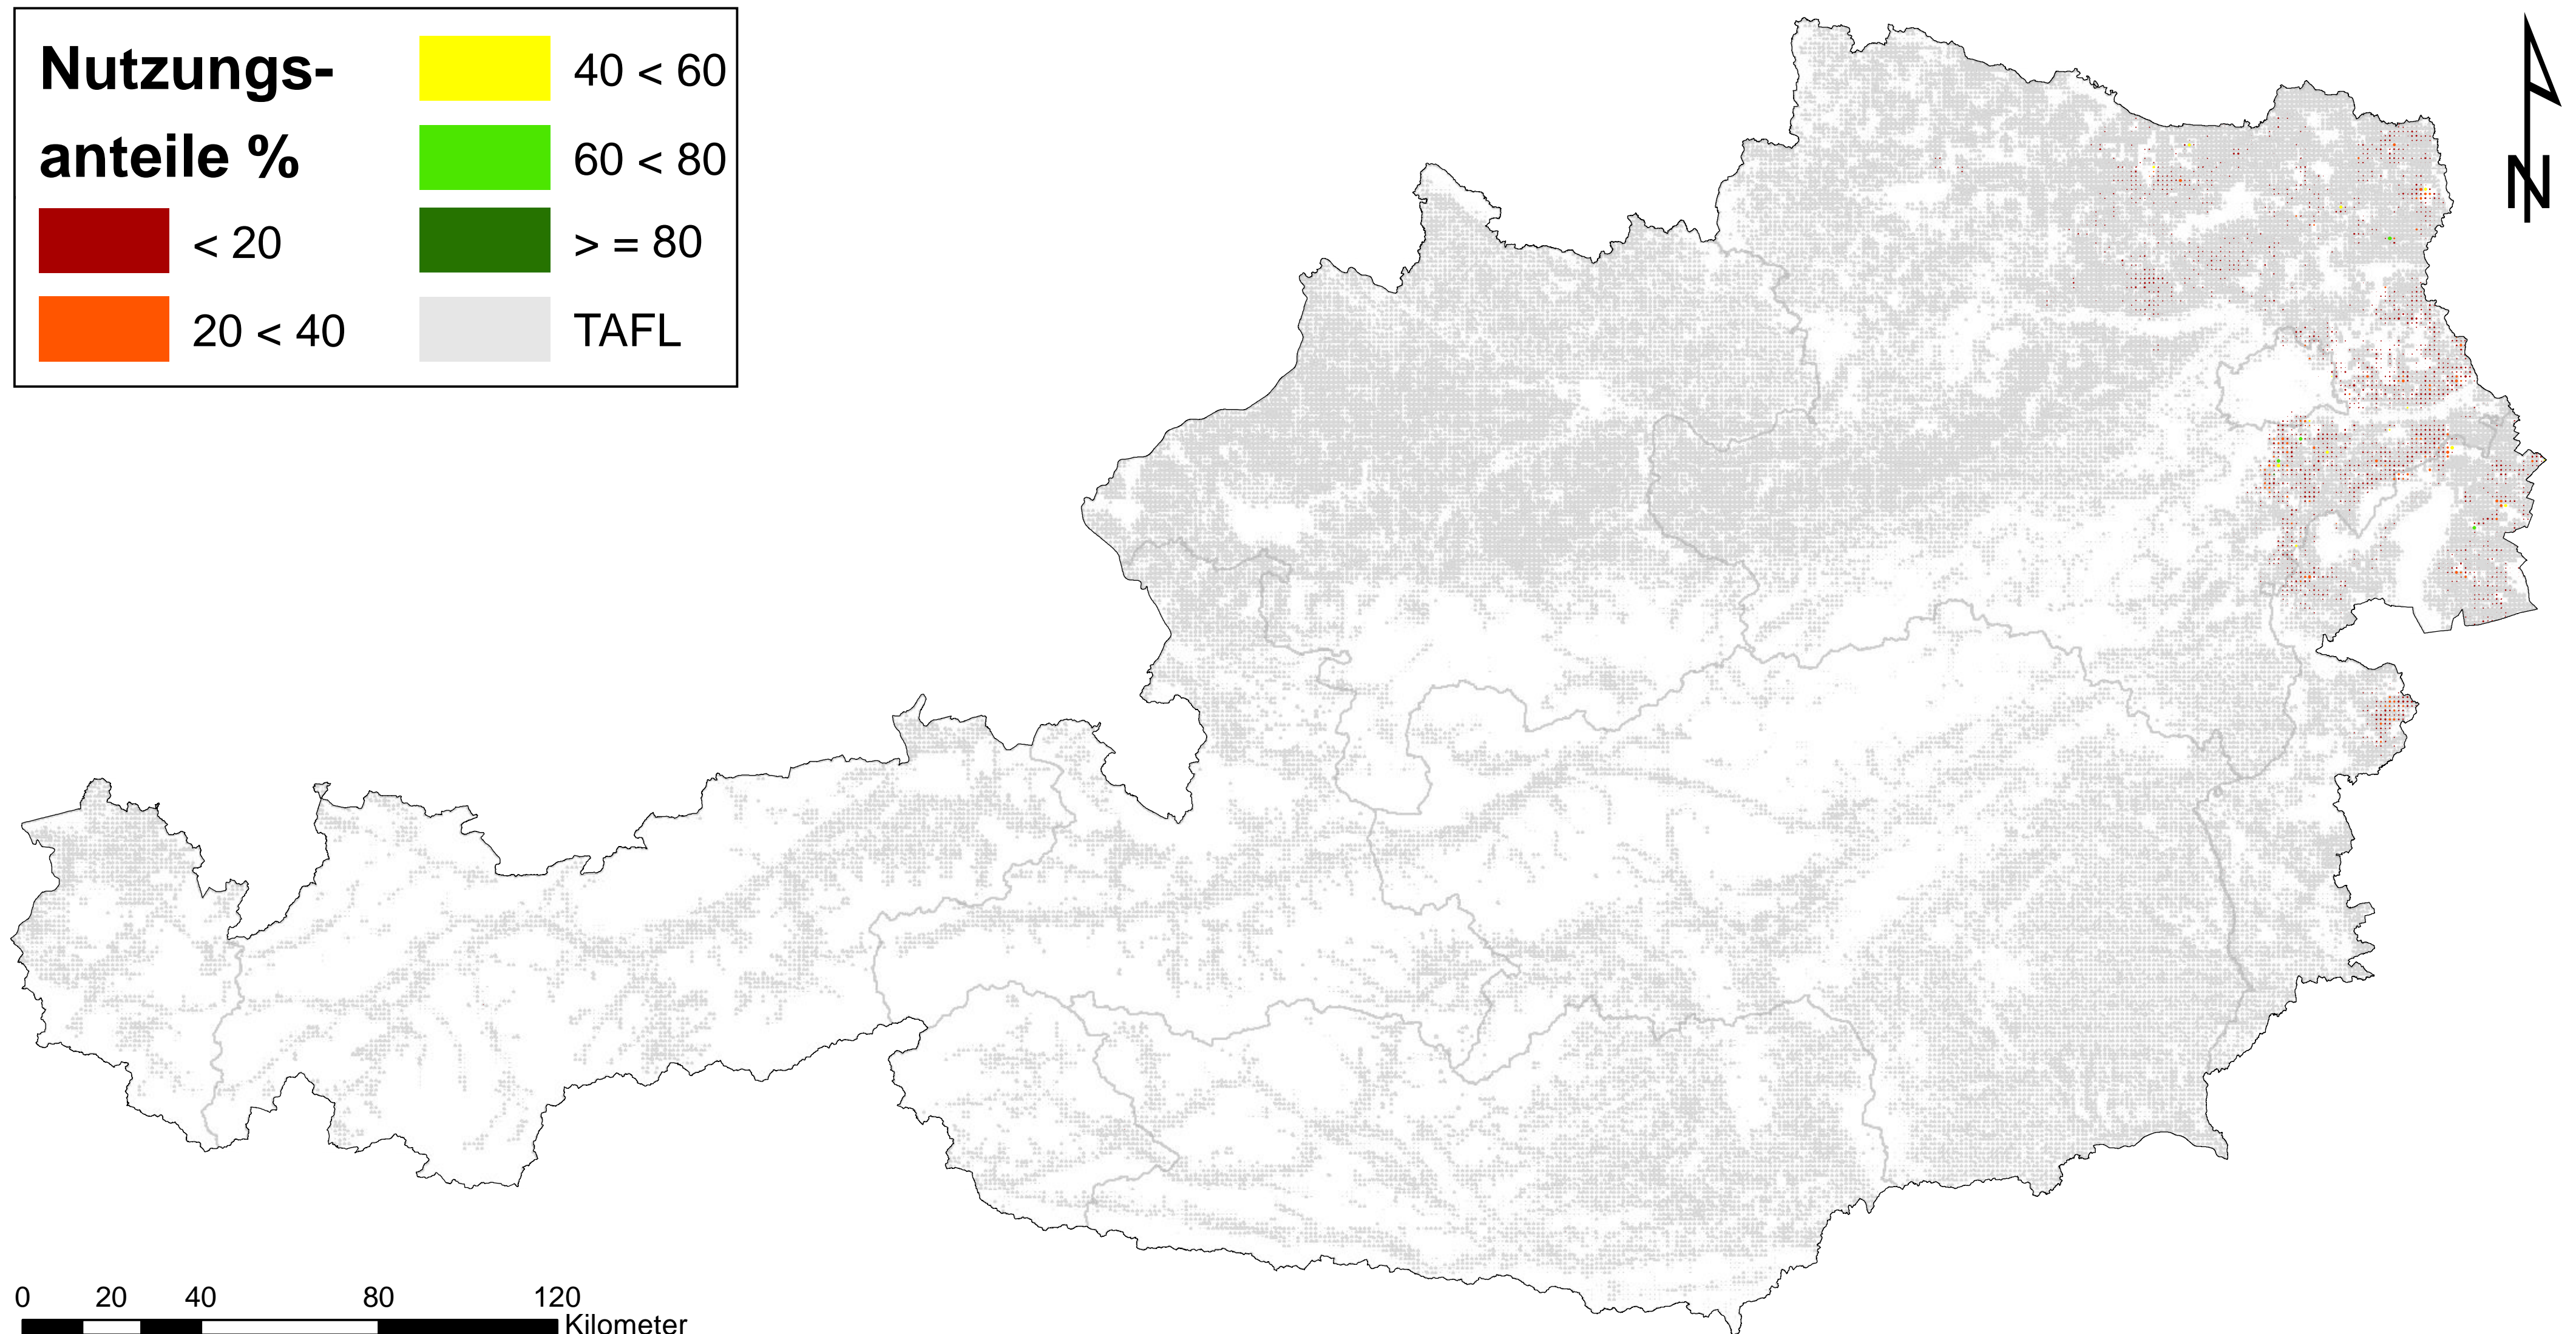 Nutzungs-
anteile %
< 20
20 < 40
40 < 60
60 < 80
> = 80
TAFL
N
0 20 40 80 120
Kilometer